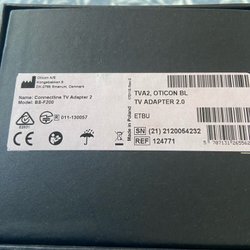 Oticon A/S
Kongebakken 9
DK-2765 Smørum, Denmark
Name: Connectline TV Adapter 2
Model: BS-F200
R 011-130057
Made in Poland
TVA2, OTICON BL
TV ADAPTER 2.0
ETBU
SN (21) 2120054232
REF 124771